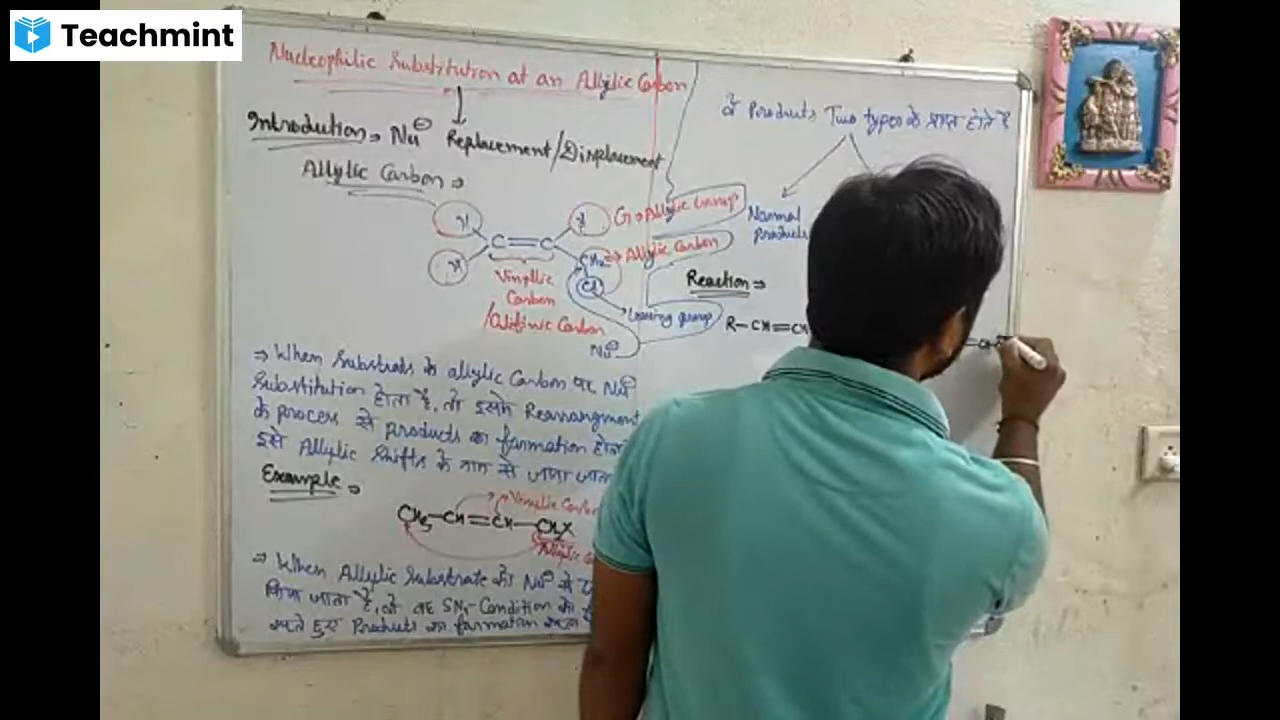 Teachmint
Nucleophilic Substitution at an Allylic Carbon
Introduction ⇒ Nu⊖ Replacement/Displacement
Allylic Carbon ⇒
G → Allylic Group
C=C
CH₂ ⇒ Allylic Carbon
Cl
Vinylic
Carbon
Leaving group
Nu⊖
⇒ When Substrate के allylic Carbon पर Nu⊖
Substitution होता है, तो इसमे Rearrangment
के process से products का formation होता
इसे Allylic Shifts के नाम से जाना जाता
Example ⇒
Vinylic Carbon
CH₃—CH=CH—CH₂X
Allylic
⇒ When Allylic Substrate को Nu⊖ से
किया जाता है, तो वह SN₁-Condition को
करते हुए Products का formation करता
Products Two types के प्राप्त होते है
Normal
Products
Reaction ⇒
R—CH=CH